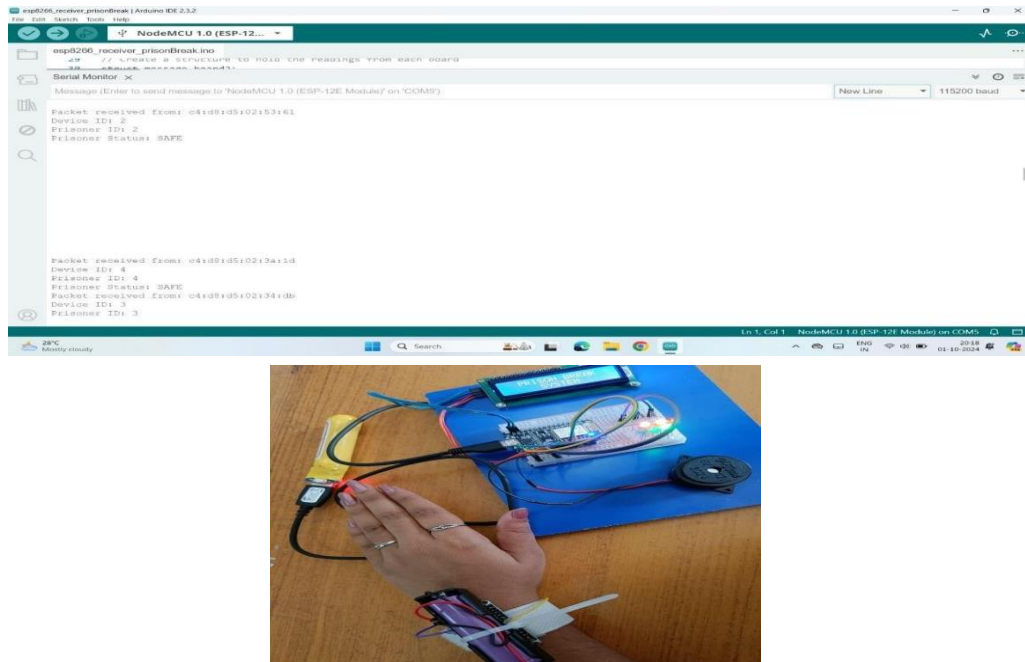 esp8266_receiver_prisonBreak | Arduino IDE 2.3.2
File Edit Sketch Tools Help
NodeMCU 1.0 (ESP-12...
esp8266_receiver_prisonBreak.ino
29 // Create a structure to hold the readings from each board
Serial Monitor
Message (Enter to send message to 'NodeMCU 1.0 (ESP-12E Module)' on 'COM5')
New Line
115200 baud
Packet received from: c4:d8:d5:02:53:61
Device ID: 2
Prisoner ID: 2
Prisoner Status: SAFE
Packet received from: c4:d8:d5:02:3a:1d
Device ID: 4
Prisoner ID: 4
Prisoner Status: SAFE
Packet received from: c4:d8:d5:02:34:db
Device ID: 3
Prisoner ID: 3
Ln 1, Col 1 NodeMCU 1.0 (ESP-12E Module) on COM5
28°C
Mostly cloudy
Search
ENG
IN
20:18
01-10-2024
PRISON BREAK
SYSTEM